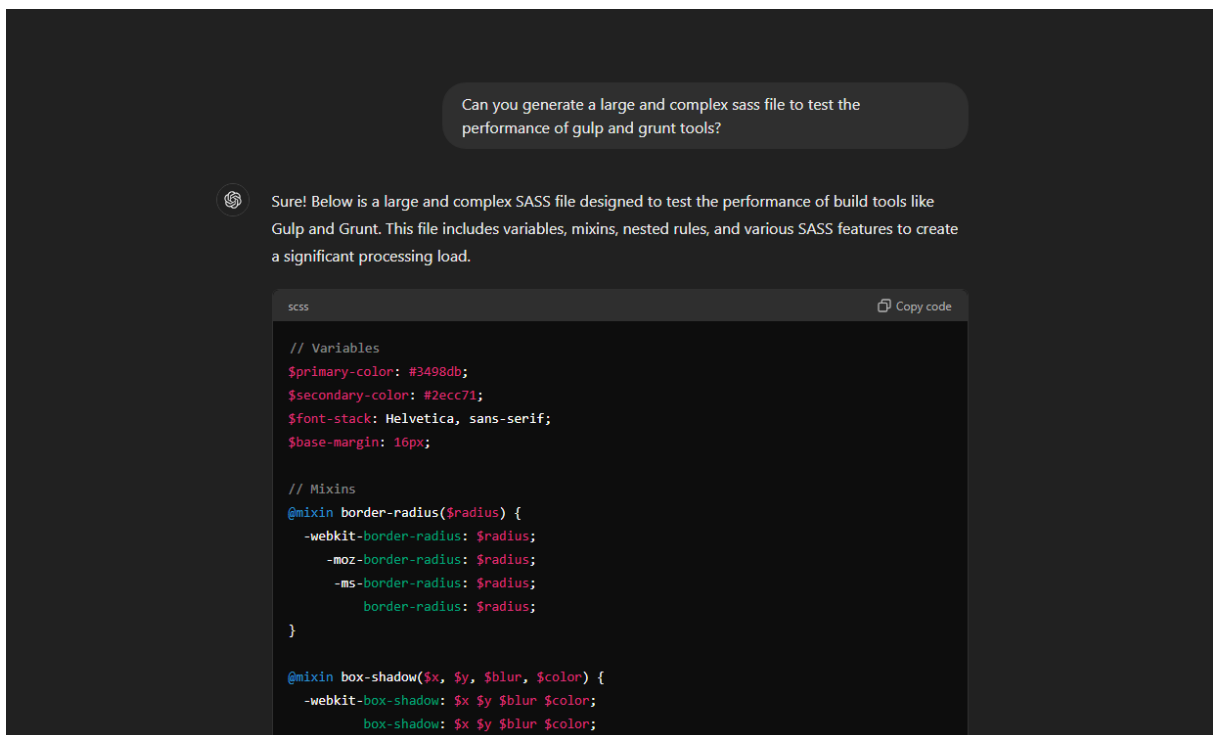 Can you generate a large and complex sass file to test the
performance of gulp and grunt tools?
Sure! Below is a large and complex SASS file designed to test the performance of build tools like
Gulp and Grunt. This file includes variables, mixins, nested rules, and various SASS features to create
a significant processing load.
scss
Copy code
// Variables
$primary-color: #3498db;
$secondary-color: #2ecc71;
$font-stack: Helvetica, sans-serif;
$base-margin: 16px;
// Mixins
@mixin border-radius($radius) {
  -webkit-border-radius: $radius;
     -moz-border-radius: $radius;
      -ms-border-radius: $radius;
          border-radius: $radius;
}
@mixin box-shadow($x, $y, $blur, $color) {
  -webkit-box-shadow: $x $y $blur $color;
          box-shadow: $x $y $blur $color;